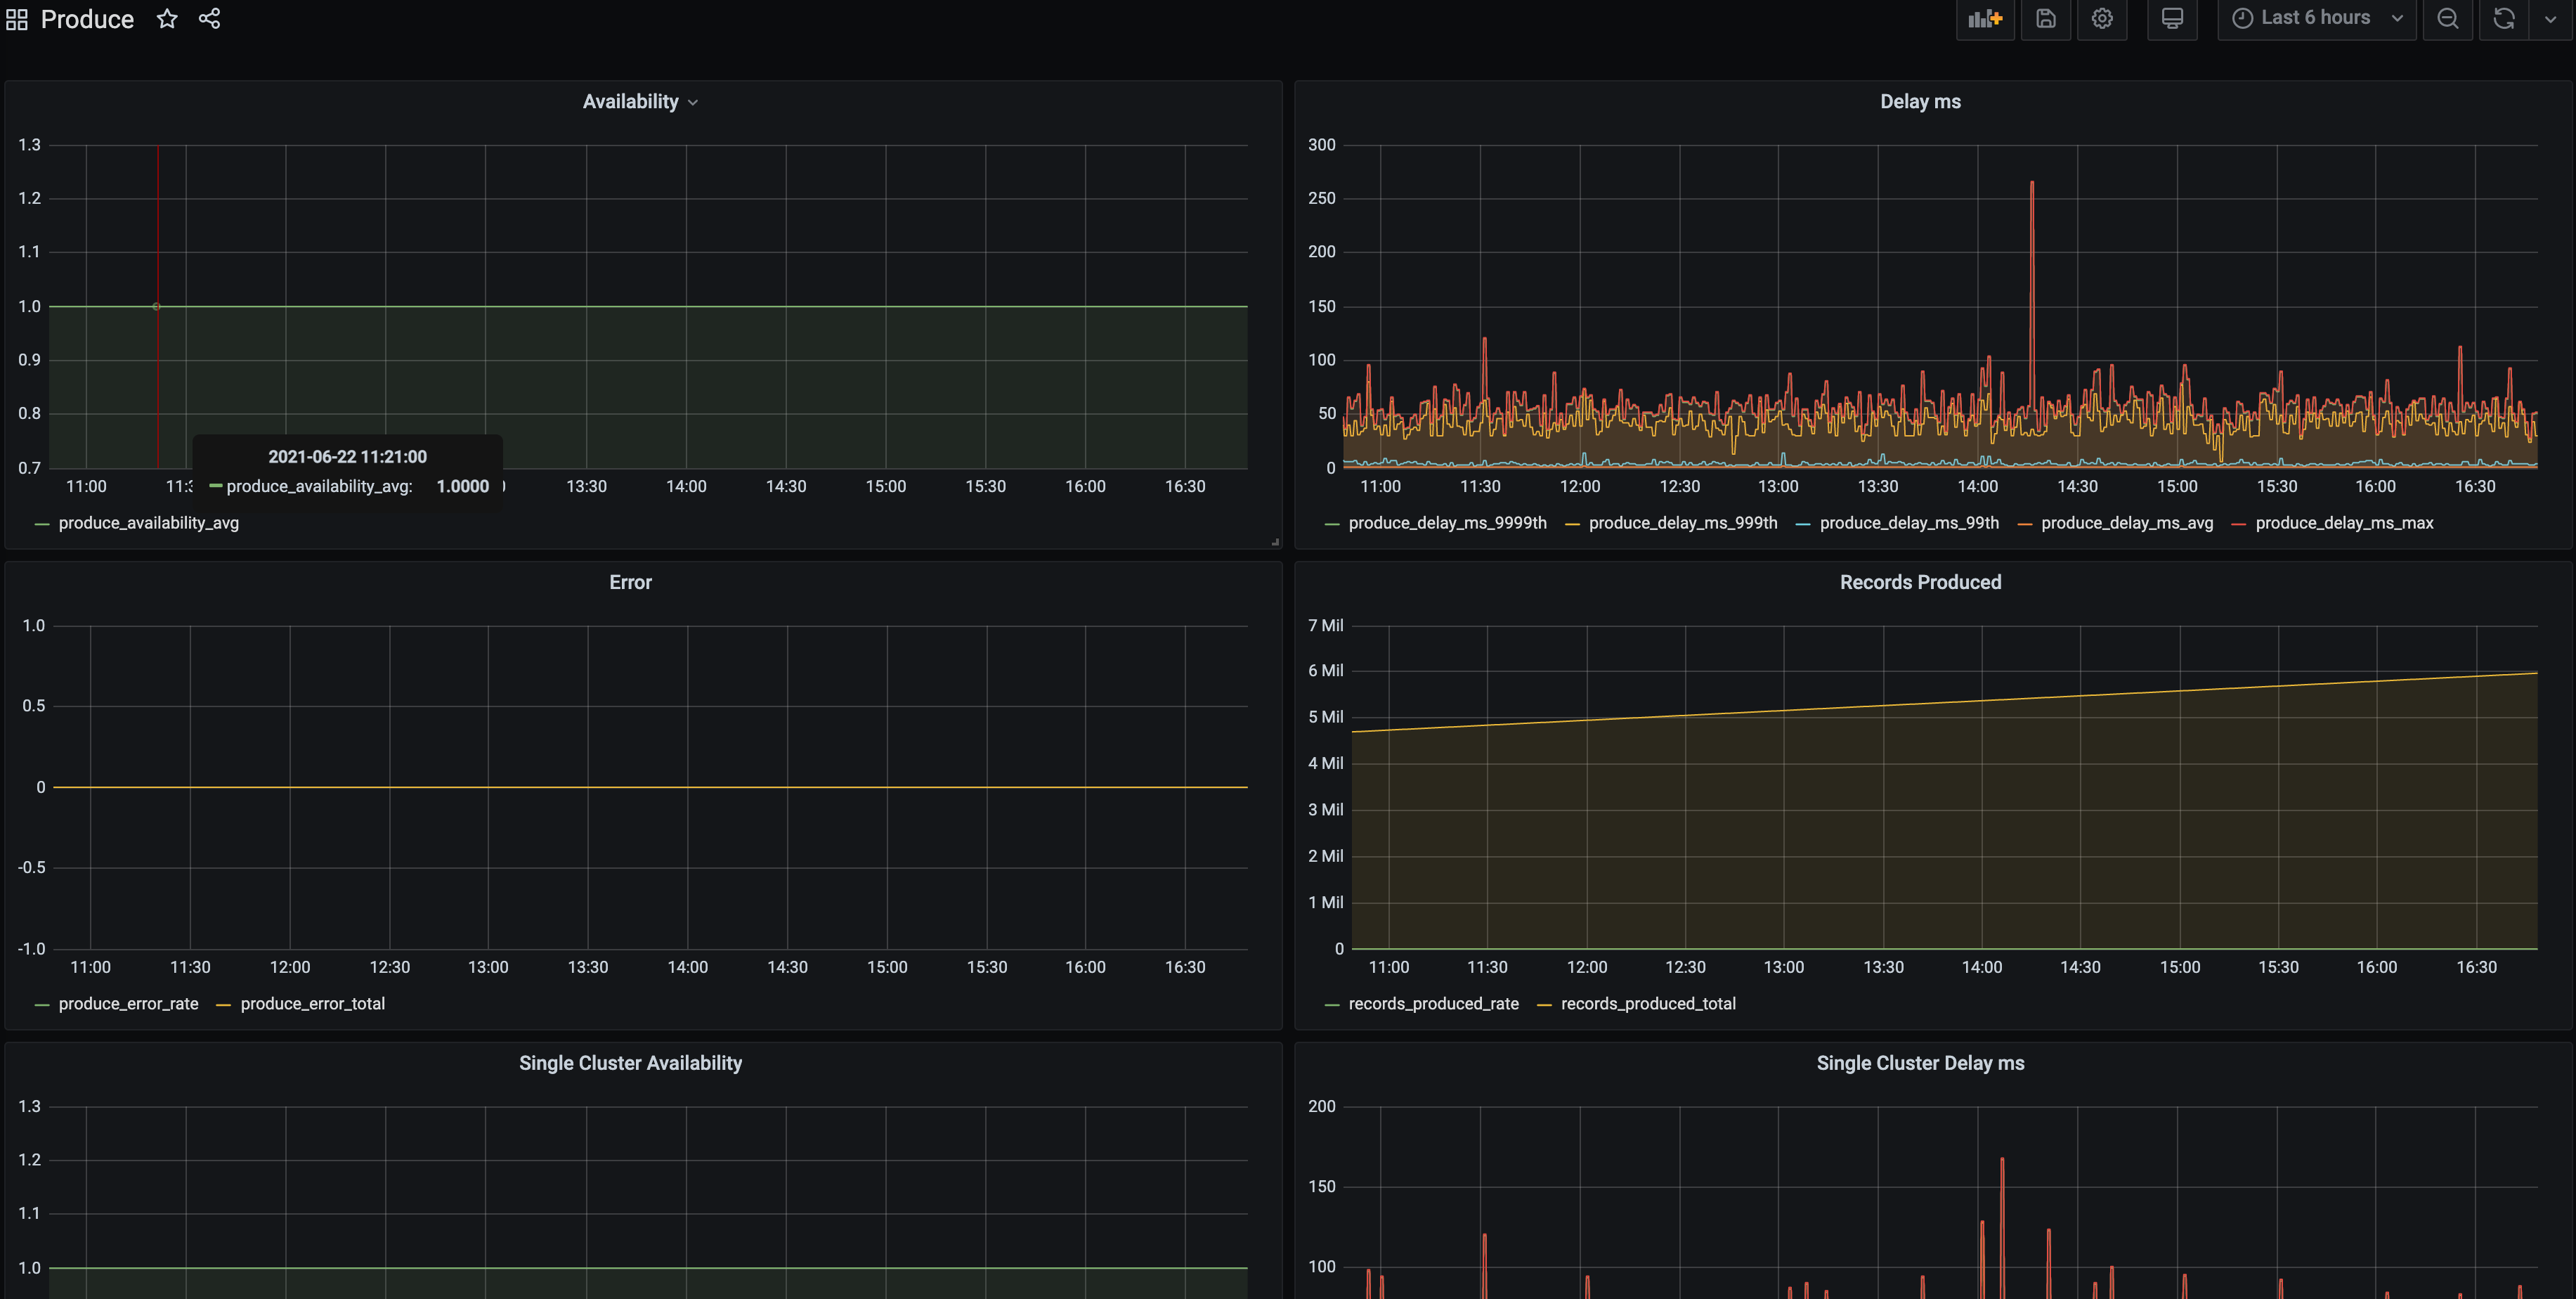 Produce
Last 6 hours
Availability
1.3
1.2
1.1
1.0
0.9
0.8
0.7
11:00 11:3 13:30 14:00 14:30 15:00 15:30 16:00 16:30
2021-06-22 11:21:00
produce_availability_avg: 1.0000
produce_availability_avg
Delay ms
300
250
200
150
100
50
0
11:00 11:30 12:00 12:30 13:00 13:30 14:00 14:30 15:00 15:30 16:00 16:30
produce_delay_ms_9999th produce_delay_ms_999th produce_delay_ms_99th produce_delay_ms_avg produce_delay_ms_max
Error
1.0
0.5
0
-0.5
-1.0
11:00 11:30 12:00 12:30 13:00 13:30 14:00 14:30 15:00 15:30 16:00 16:30
produce_error_rate produce_error_total
Records Produced
7 Mil
6 Mil
5 Mil
4 Mil
3 Mil
2 Mil
1 Mil
0
11:00 11:30 12:00 12:30 13:00 13:30 14:00 14:30 15:00 15:30 16:00 16:30
records_produced_rate records_produced_total
Single Cluster Availability
1.3
1.2
1.1
1.0
Single Cluster Delay ms
200
150
100